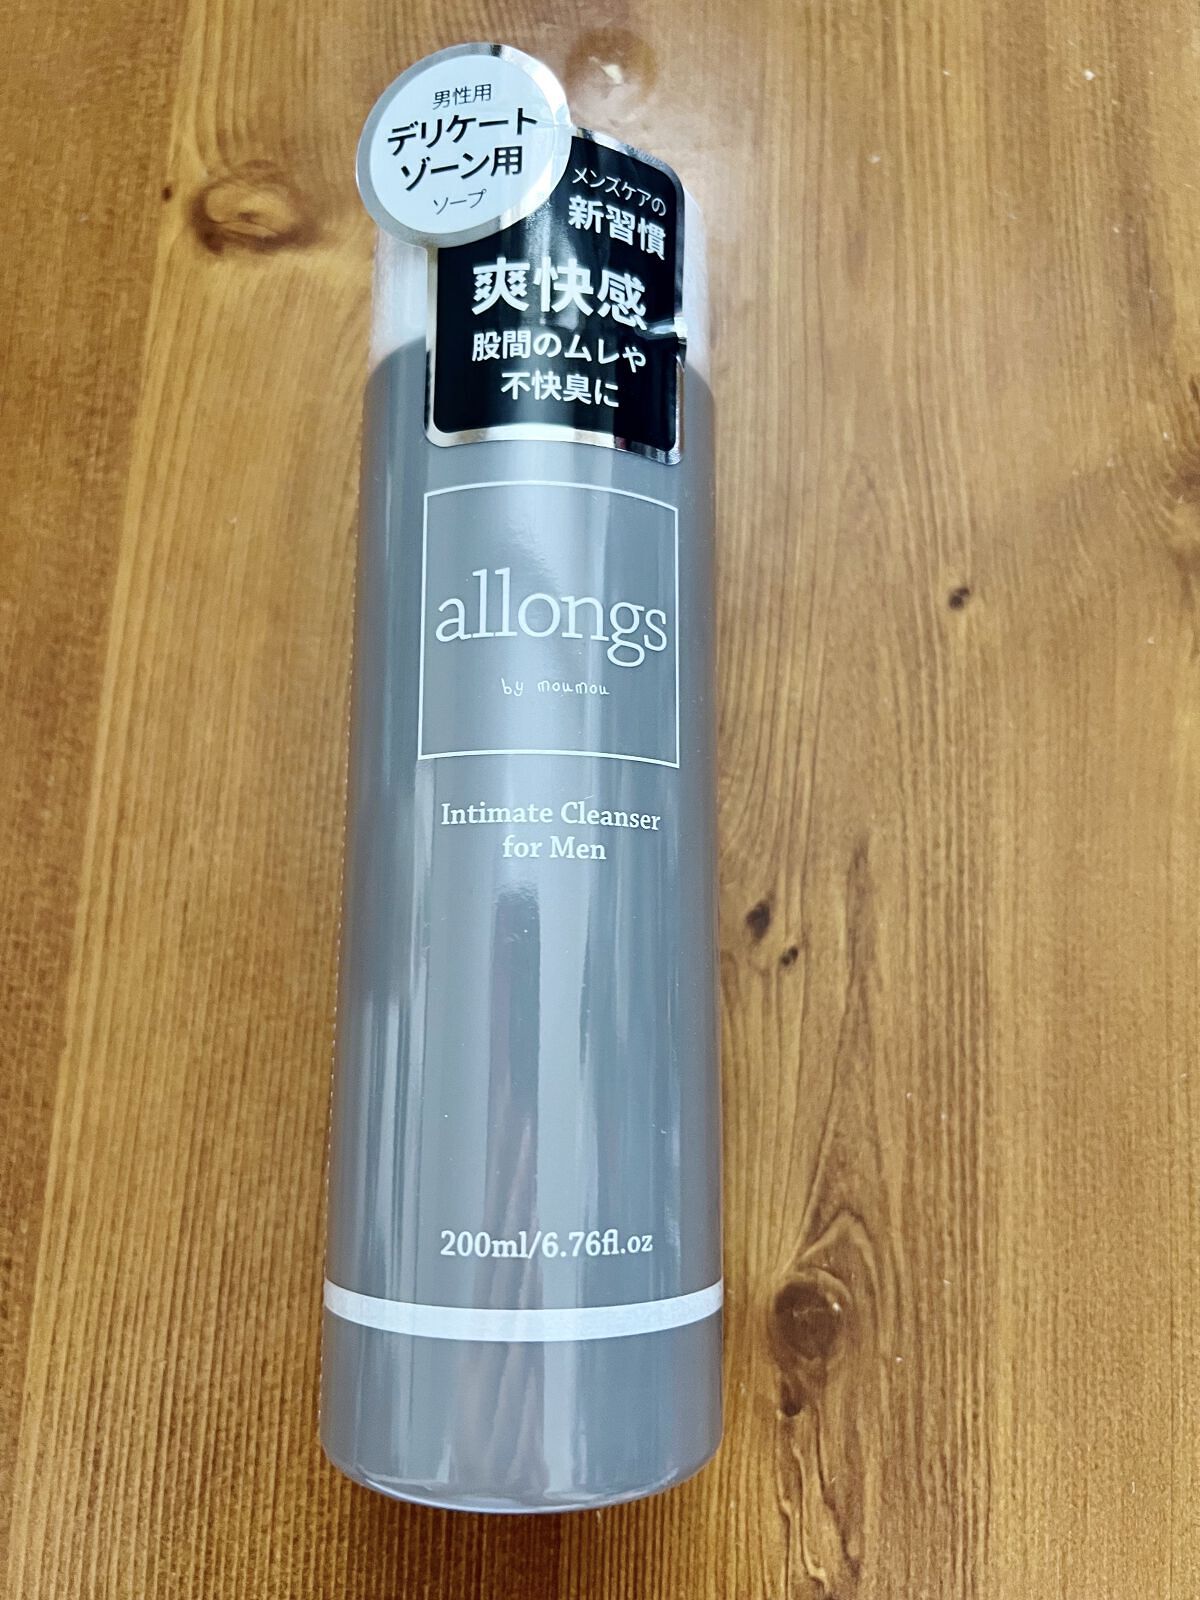 男性用
デリケート
ゾーン用
ソープ
メンズケアの
新習慣
爽快感
股間のムレや
不快臭に
allongs
by moumou
Intimate Cleanser
for Men
200ml/6.76fl.oz